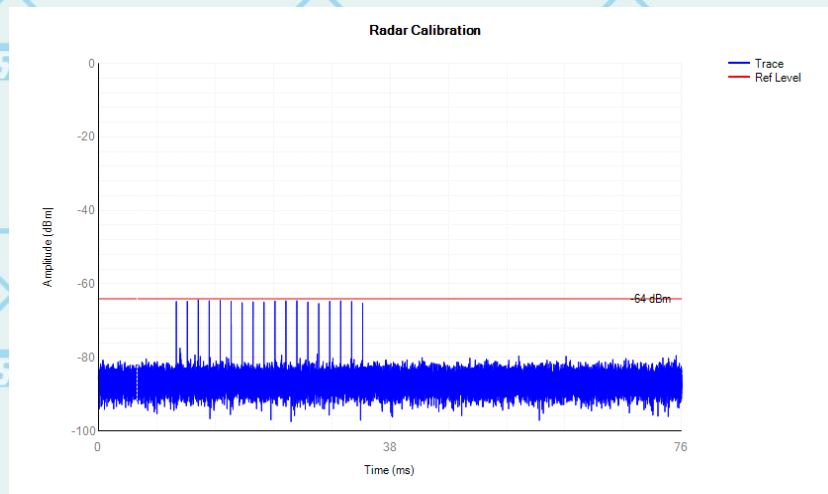 Radar Calibration
Trace
Ref Level
0
-20
-40
-60
-80
-100
Amplitude (dBm)
-64 dBm
0
38
76
Time (ms)